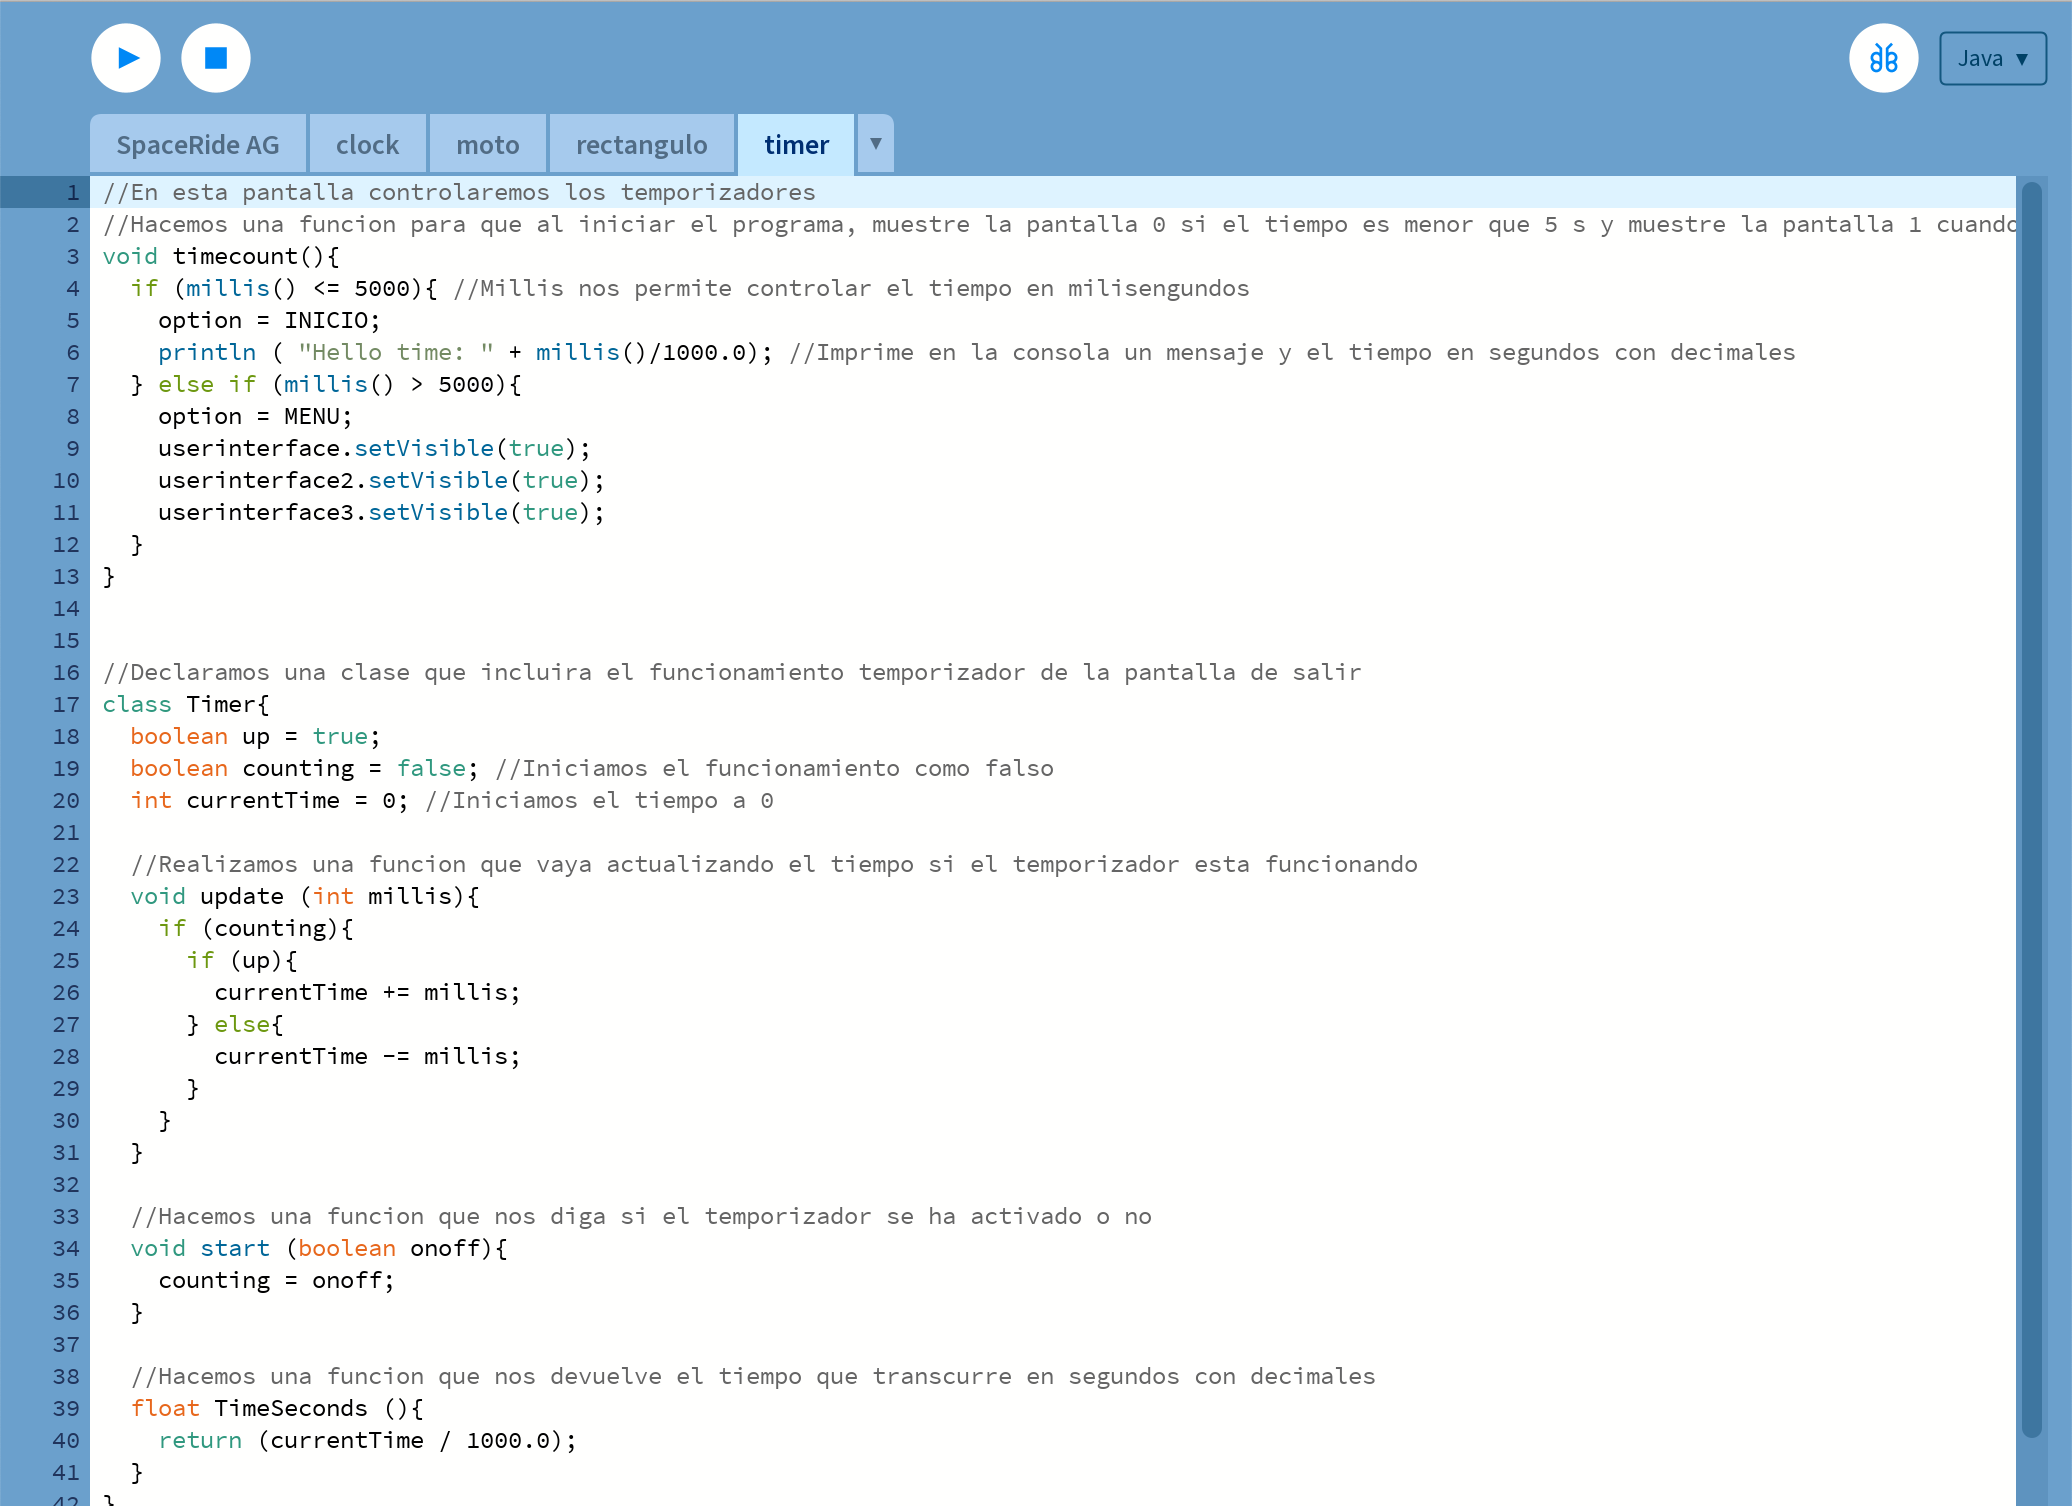 Java ▼
SpaceRide AG clock moto rectangulo timer ▼
1 //En esta pantalla controlaremos los temporizadores
2 //Hacemos una funcion para que al iniciar el programa, muestre la pantalla 0 si el tiempo es menor que 5 s y muestre la pantalla 1 cuando
3 void timecount(){
4   if (millis() <= 5000){ //Millis nos permite controlar el tiempo en milisengundos
5     option = INICIO;
6     println ( "Hello time: " + millis()/1000.0); //Imprime en la consola un mensaje y el tiempo en segundos con decimales
7   } else if (millis() > 5000){
8     option = MENU;
9     userinterface.setVisible(true);
10     userinterface2.setVisible(true);
11     userinterface3.setVisible(true);
12   }
13 }
14
15
16 //Declaramos una clase que incluira el funcionamiento temporizador de la pantalla de salir
17 class Timer{
18   boolean up = true;
19   boolean counting = false; //Iniciamos el funcionamiento como falso
20   int currentTime = 0; //Iniciamos el tiempo a 0
21
22   //Realizamos una funcion que vaya actualizando el tiempo si el temporizador esta funcionando
23   void update (int millis){
24     if (counting){
25       if (up){
26         currentTime += millis;
27       } else{
28         currentTime -= millis;
29       }
30     }
31   }
32
33   //Hacemos una funcion que nos diga si el temporizador se ha activado o no
34   void start (boolean onoff){
35     counting = onoff;
36   }
37
38   //Hacemos una funcion que nos devuelve el tiempo que transcurre en segundos con decimales
39   float TimeSeconds (){
40     return (currentTime / 1000.0);
41   }
42 }